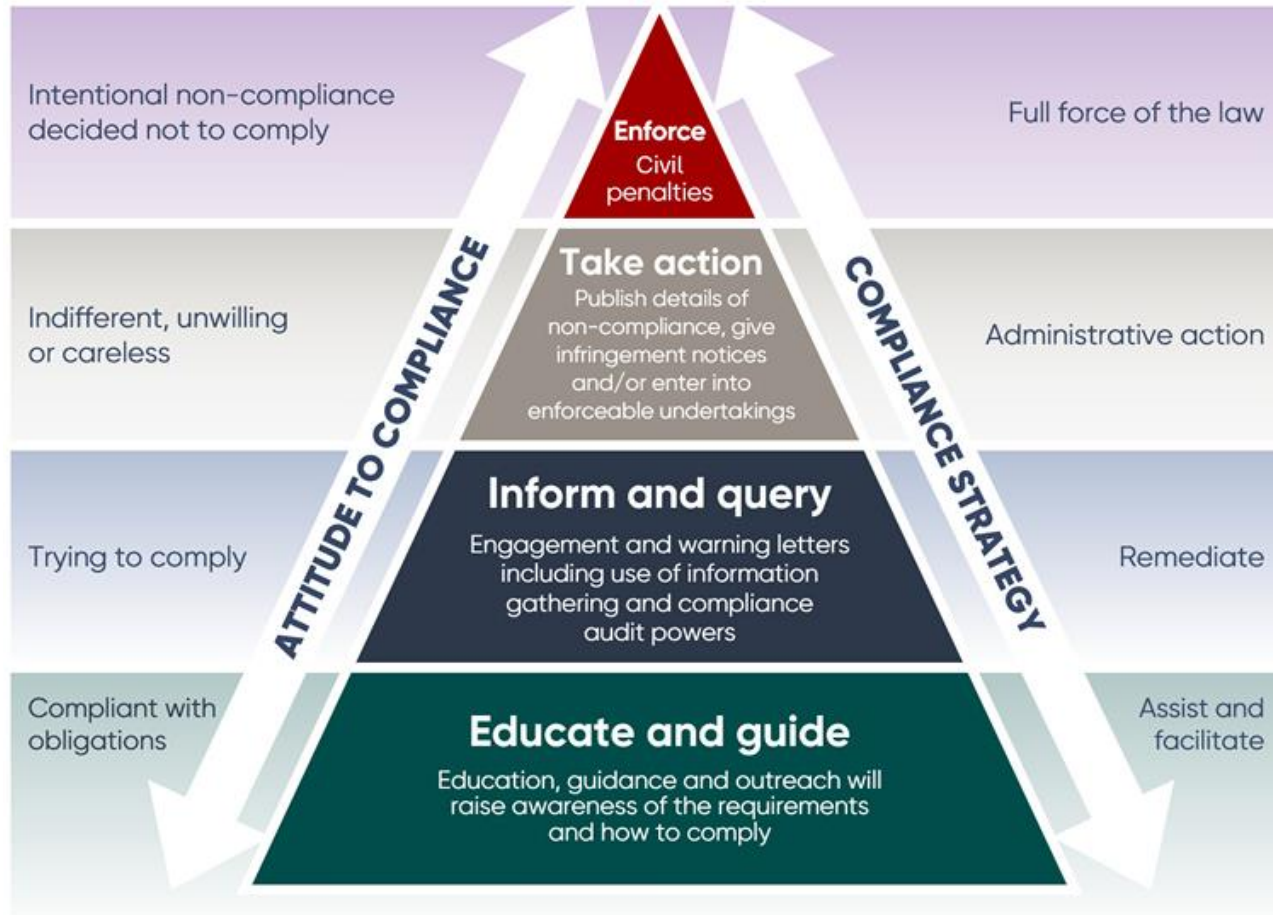 Intentional non-compliance
decided not to comply
Enforce
Civil
penalties
Full force of the law
Indifferent, unwilling
or careless
Take action
Publish details of
non-compliance, give
infringement notices
and/or enter into
enforceable undertakings
Administrative action
ATTITUDE TO COMPLIANCE
COMPLIANCE STRATEGY
Trying to comply
Inform and query
Engagement and warning letters
including use of information
gathering and compliance
audit powers
Remediate
Compliant with
obligations
Educate and guide
Education, guidance and outreach will
raise awareness of the requirements
and how to comply
Assist and
facilitate